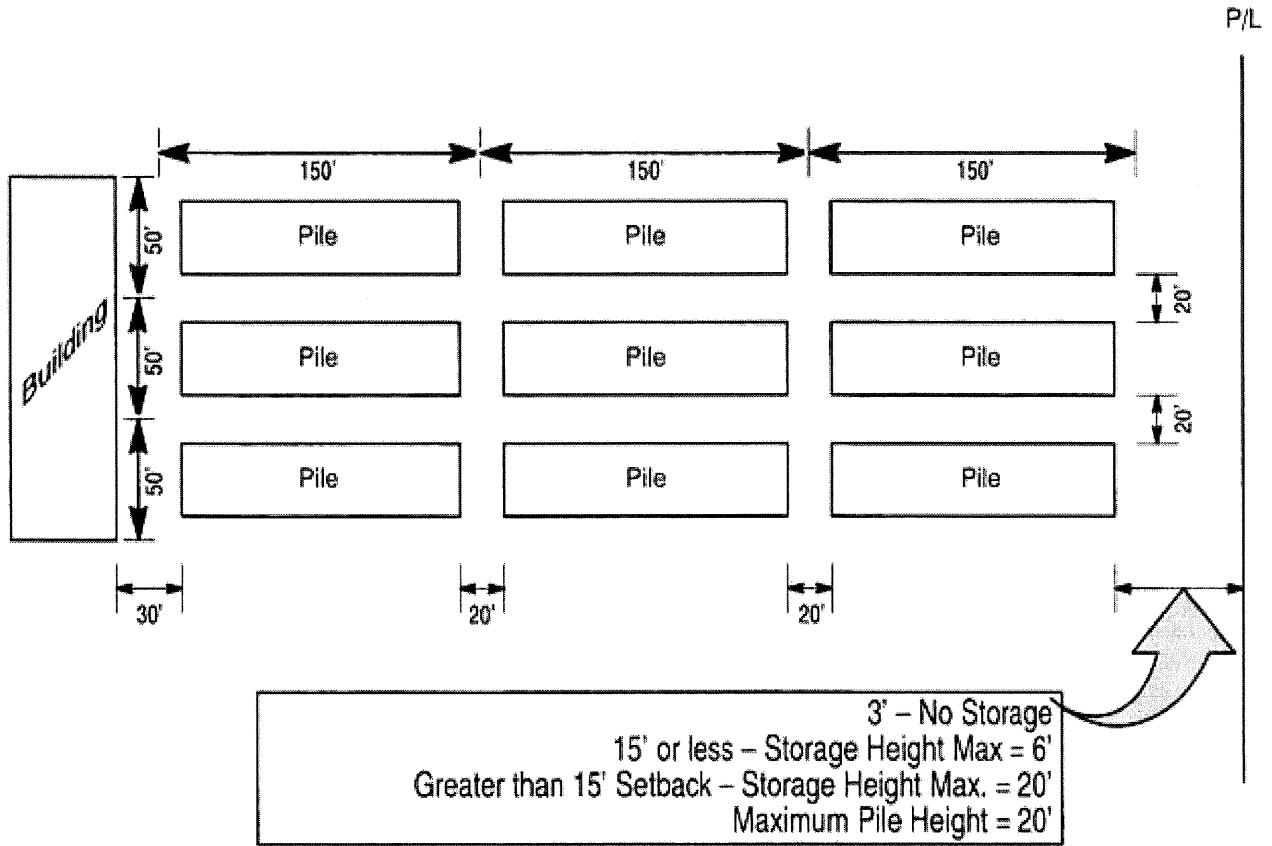 P/L
150' 150' 150'
Building
50'
Pile Pile Pile
20'
50'
Pile Pile Pile
20'
50'
Pile Pile Pile
30' 20' 20'
3' – No Storage
15' or less – Storage Height Max = 6'
Greater than 15' Setback – Storage Height Max. = 20'
Maximum Pile Height = 20'